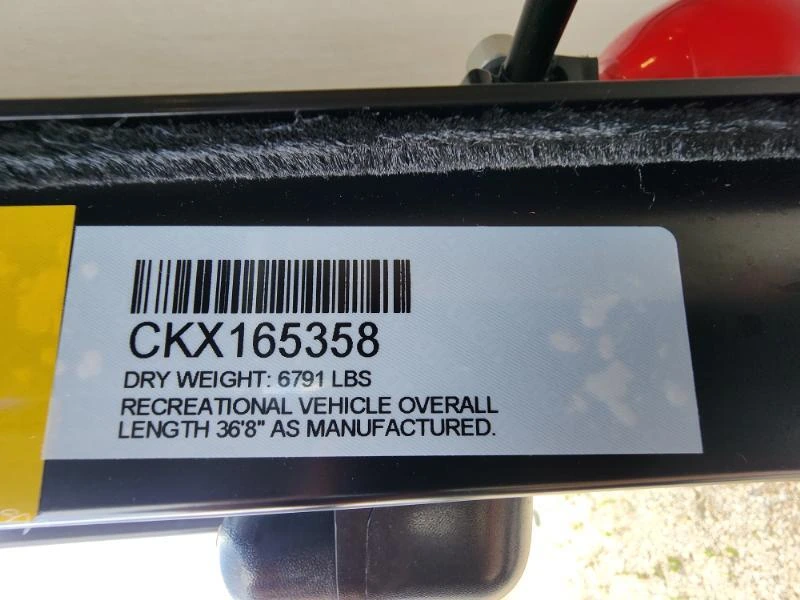 CKX165358
DRY WEIGHT: 6791 LBS
RECREATIONAL VEHICLE OVERALL
LENGTH 36'8" AS MANUFACTURED.